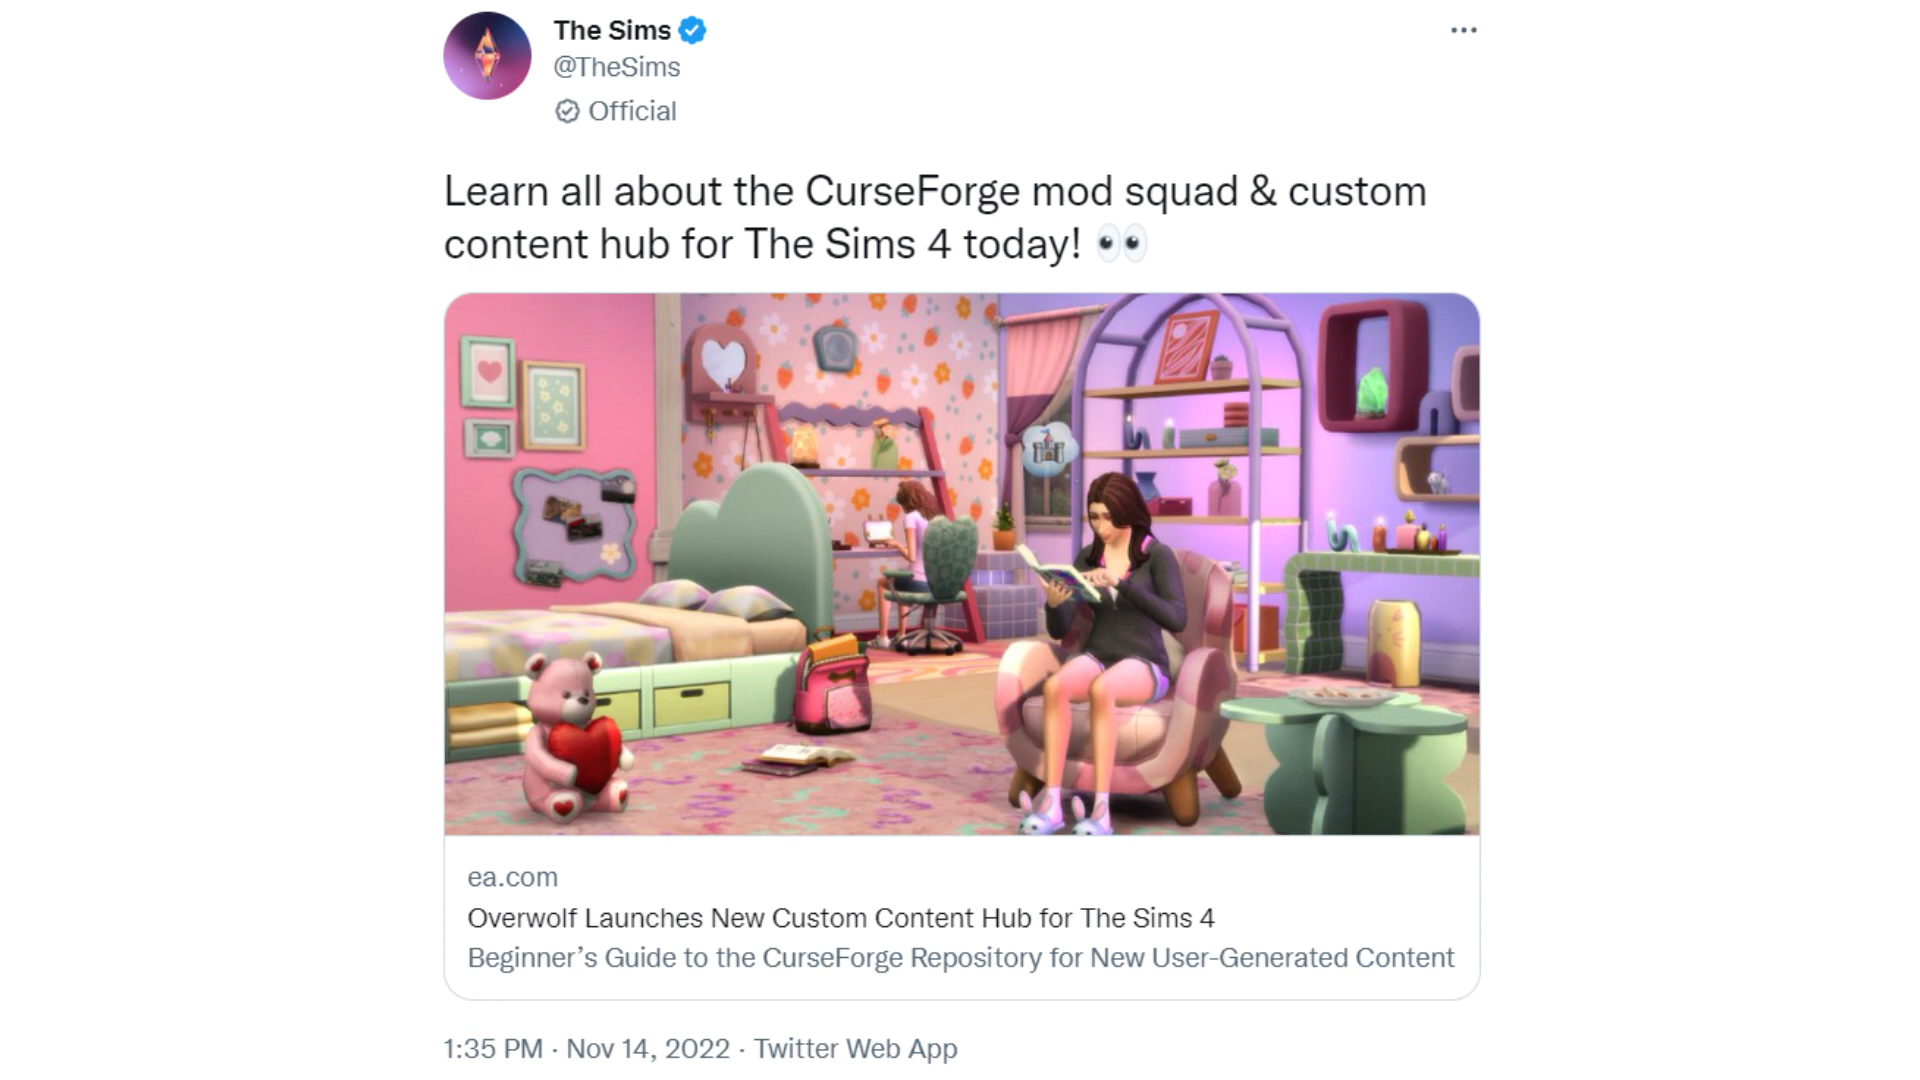 The Sims
@TheSims
Official
Learn all about the CurseForge mod squad & custom
content hub for The Sims 4 today! 👀
ea.com
Overwolf Launches New Custom Content Hub for The Sims 4
Beginner’s Guide to the CurseForge Repository for New User-Generated Content
1:35 PM · Nov 14, 2022 · Twitter Web App